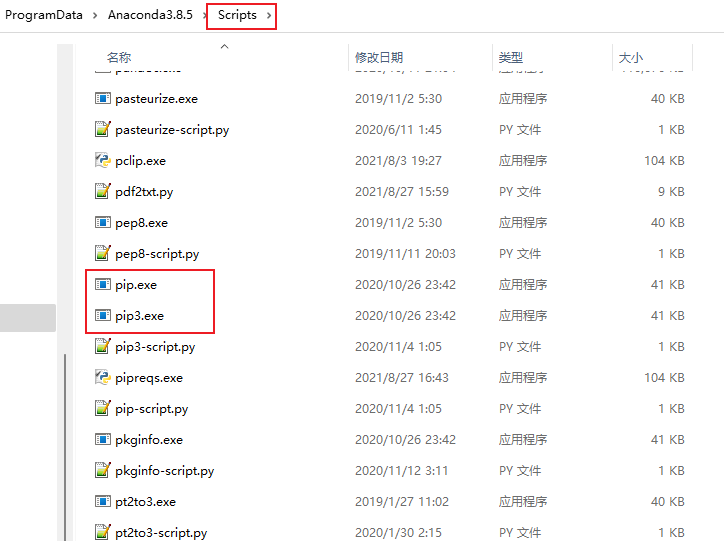 ProgramData > Anaconda3.8.5 > Scripts >
名称 修改日期 类型 大小
pasteurize.exe 2019/11/2 5:30 应用程序 40 KB
pasteurize-script.py 2020/6/11 1:45 PY 文件 1 KB
pclip.exe 2021/8/3 19:27 应用程序 104 KB
pdf2txt.py 2021/8/27 15:59 PY 文件 9 KB
pep8.exe 2019/11/2 5:30 应用程序 40 KB
pep8-script.py 2019/11/11 20:03 PY 文件 1 KB
pip.exe 2020/10/26 23:42 应用程序 41 KB
pip3.exe 2020/10/26 23:42 应用程序 41 KB
pip3-script.py 2020/11/4 1:05 PY 文件 1 KB
pipreqs.exe 2021/8/27 16:43 应用程序 104 KB
pip-script.py 2020/11/4 1:05 PY 文件 1 KB
pkginfo.exe 2020/10/26 23:42 应用程序 41 KB
pkginfo-script.py 2020/11/12 3:11 PY 文件 1 KB
pt2to3.exe 2019/1/27 11:02 应用程序 40 KB
pt2to3-script.py 2020/1/30 2:15 PY 文件 1 KB